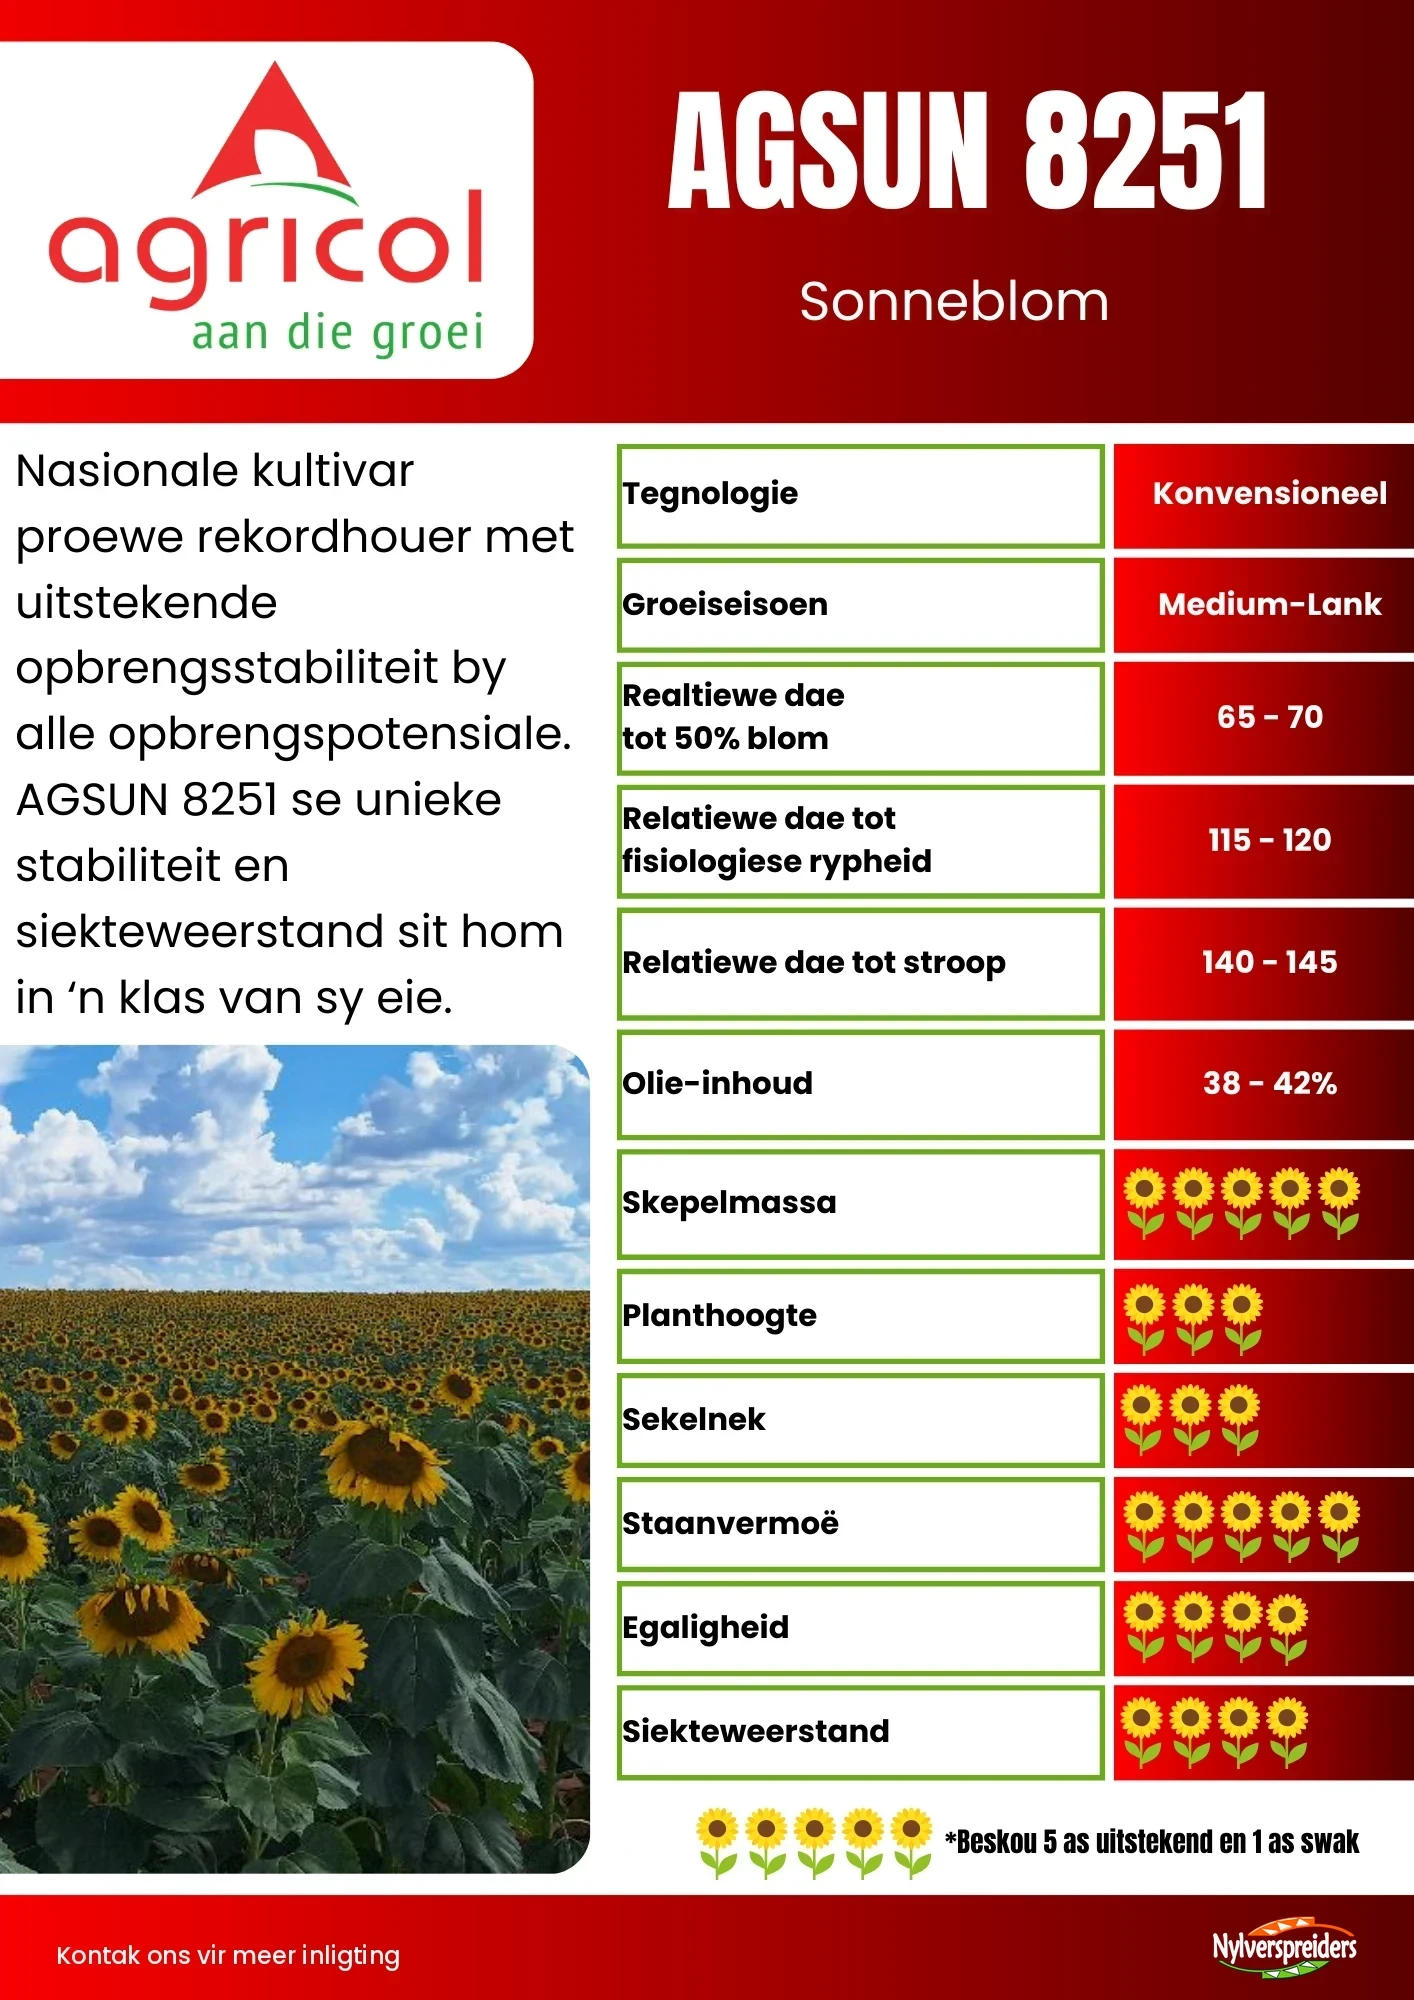 agricol
aan die groei
AGSUN 8251
Sonneblom
Nasionale kultivar
proewe rekordhouer met
uitstekende
opbrengsstabiliteit by
alle opbrengspotensiale.
AGSUN 8251 se unieke
stabiliteit en
siekteweerstand sit hom
in ‘n klas van sy eie.
Tegnologie
Konvensioneel
Groeiseisoen
Medium-Lank
Realtiewe dae
tot 50% blom
65 - 70
Relatiewe dae tot
fisiologiese rypheid
115 - 120
Relatiewe dae tot stroop
140 - 145
Olie-inhoud
38 - 42%
Skepelmassa
Planthoogte
Sekelnek
Staanvermoë
Egaligheid
Siekteweerstand
*Beskou 5 as uitstekend en 1 as swak
Kontak ons vir meer inligting
Nylverspreiders